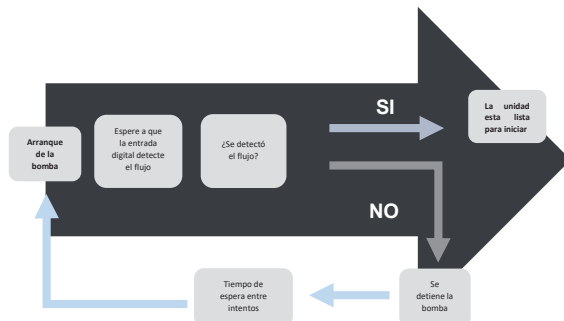 Arranque
de la
bomba
Espere a que
la entrada
digital detecte
el flujo
¿Se detectó
el flujo?
SI
La unidad
esta lista
para iniciar
NO
Se
detiene la
bomba
Tiempo de
espera entre
intentos